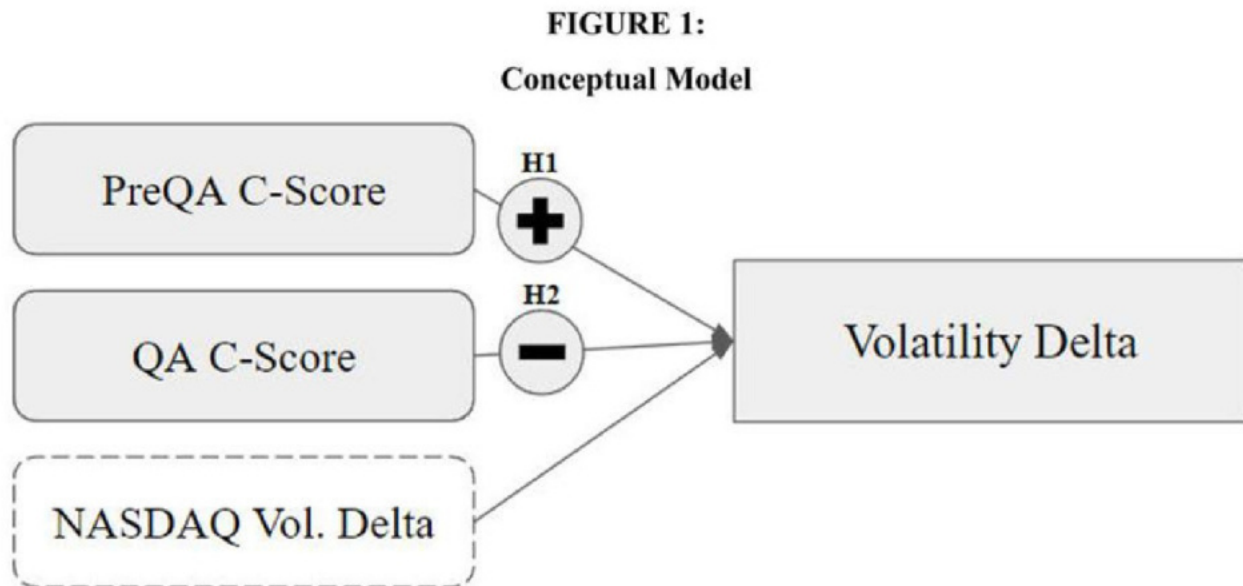 FIGURE 1:
Conceptual Model
PreQA C-Score
H1
QA C-Score
H2
NASDAQ Vol. Delta
Volatility Delta